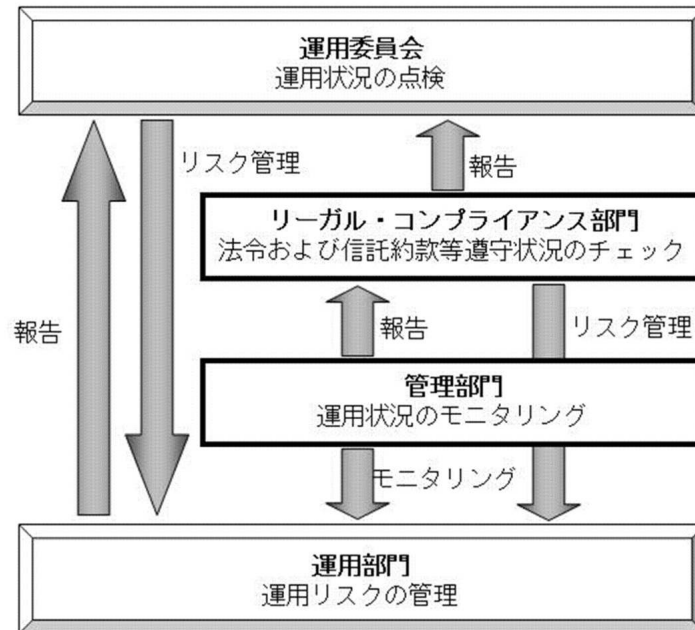 運用委員会
運用状況の点検
リスク管理
報告
リーガル・コンプライアンス部門
法令および信託約款等遵守状況のチェック
報告
報告
リスク管理
管理部門
運用状況のモニタリング
モニタリング
運用部門
運用リスクの管理